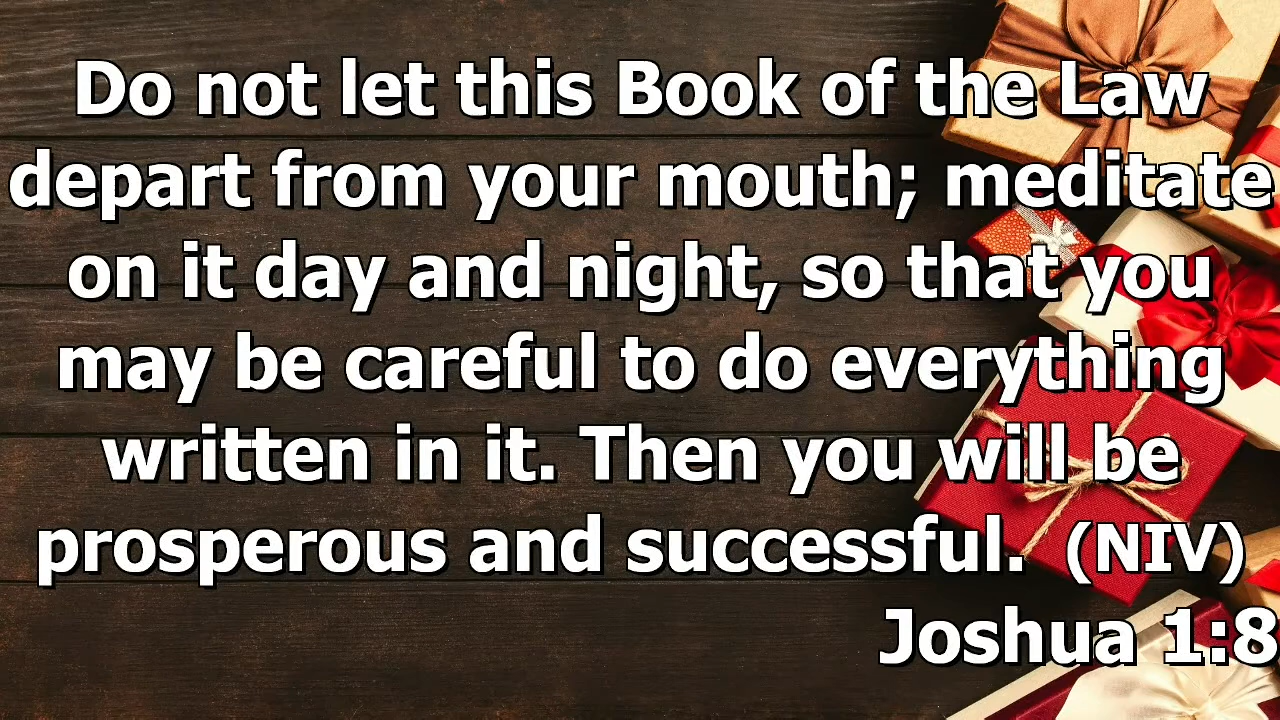 Do not let this Book of the Law
depart from your mouth; meditate
on it day and night, so that you
may be careful to do everything
written in it. Then you will be
prosperous and successful. (NIV)
Joshua 1:8